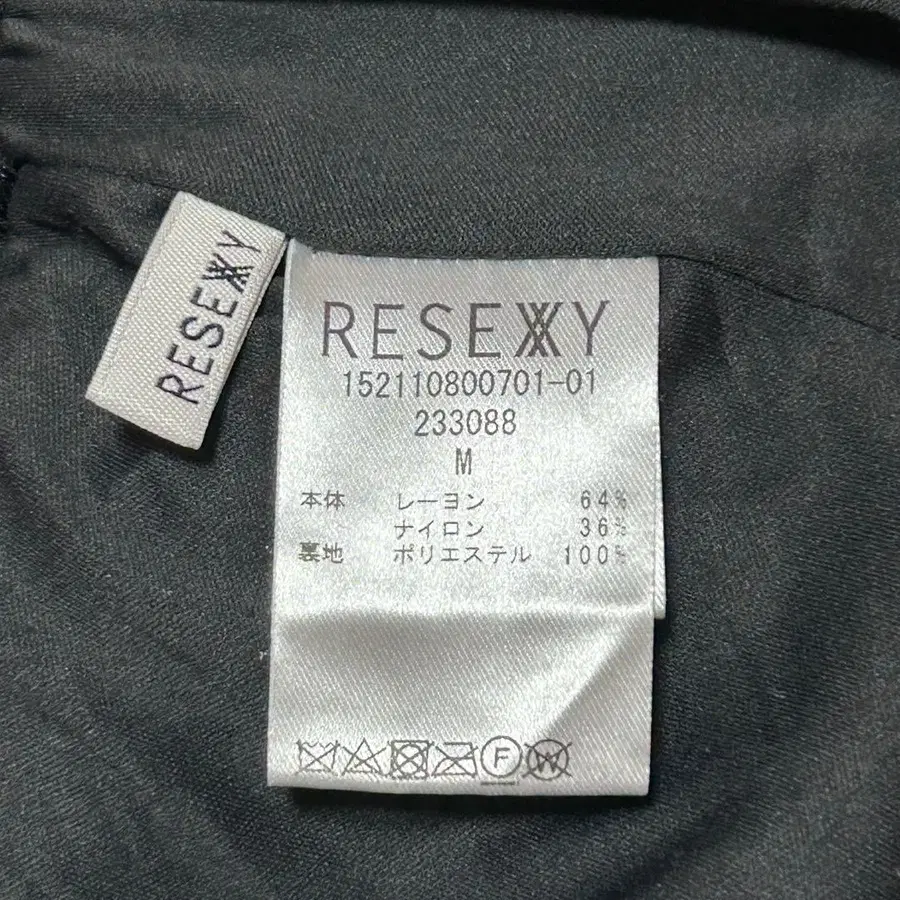 RESEXXY
RESEXXY
152110800701-01
233088
M
本体 レーヨン 64%
ナイロン 36%
裏地 ポリエステル 100%
F W